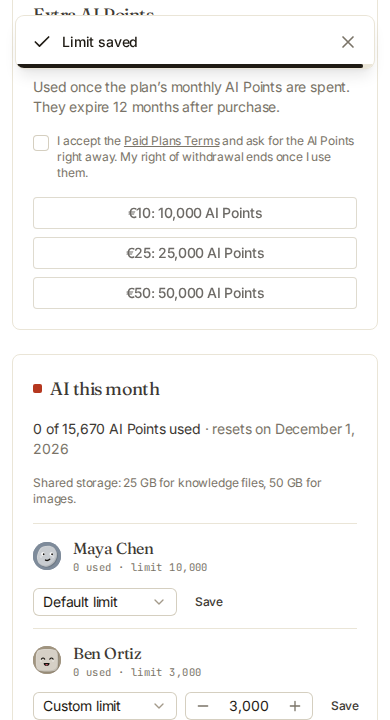 Extra AI Points
Limit saved
Used once the plan's monthly AI Points are spent.
They expire 12 months after purchase.
I accept the Paid Plans Terms and ask for the AI Points
right away. My right of withdrawal ends once I use
them.
€10: 10,000 AI Points
€25: 25,000 AI Points
€50: 50,000 AI Points
AI this month
0 of 15,670 AI Points used · resets on December 1,
2026
Shared storage: 25 GB for knowledge files, 50 GB for
images.
Maya Chen
0 used · limit 10,000
Default limit
Save
Ben Ortiz
0 used · limit 3,000
Custom limit
3,000
Save